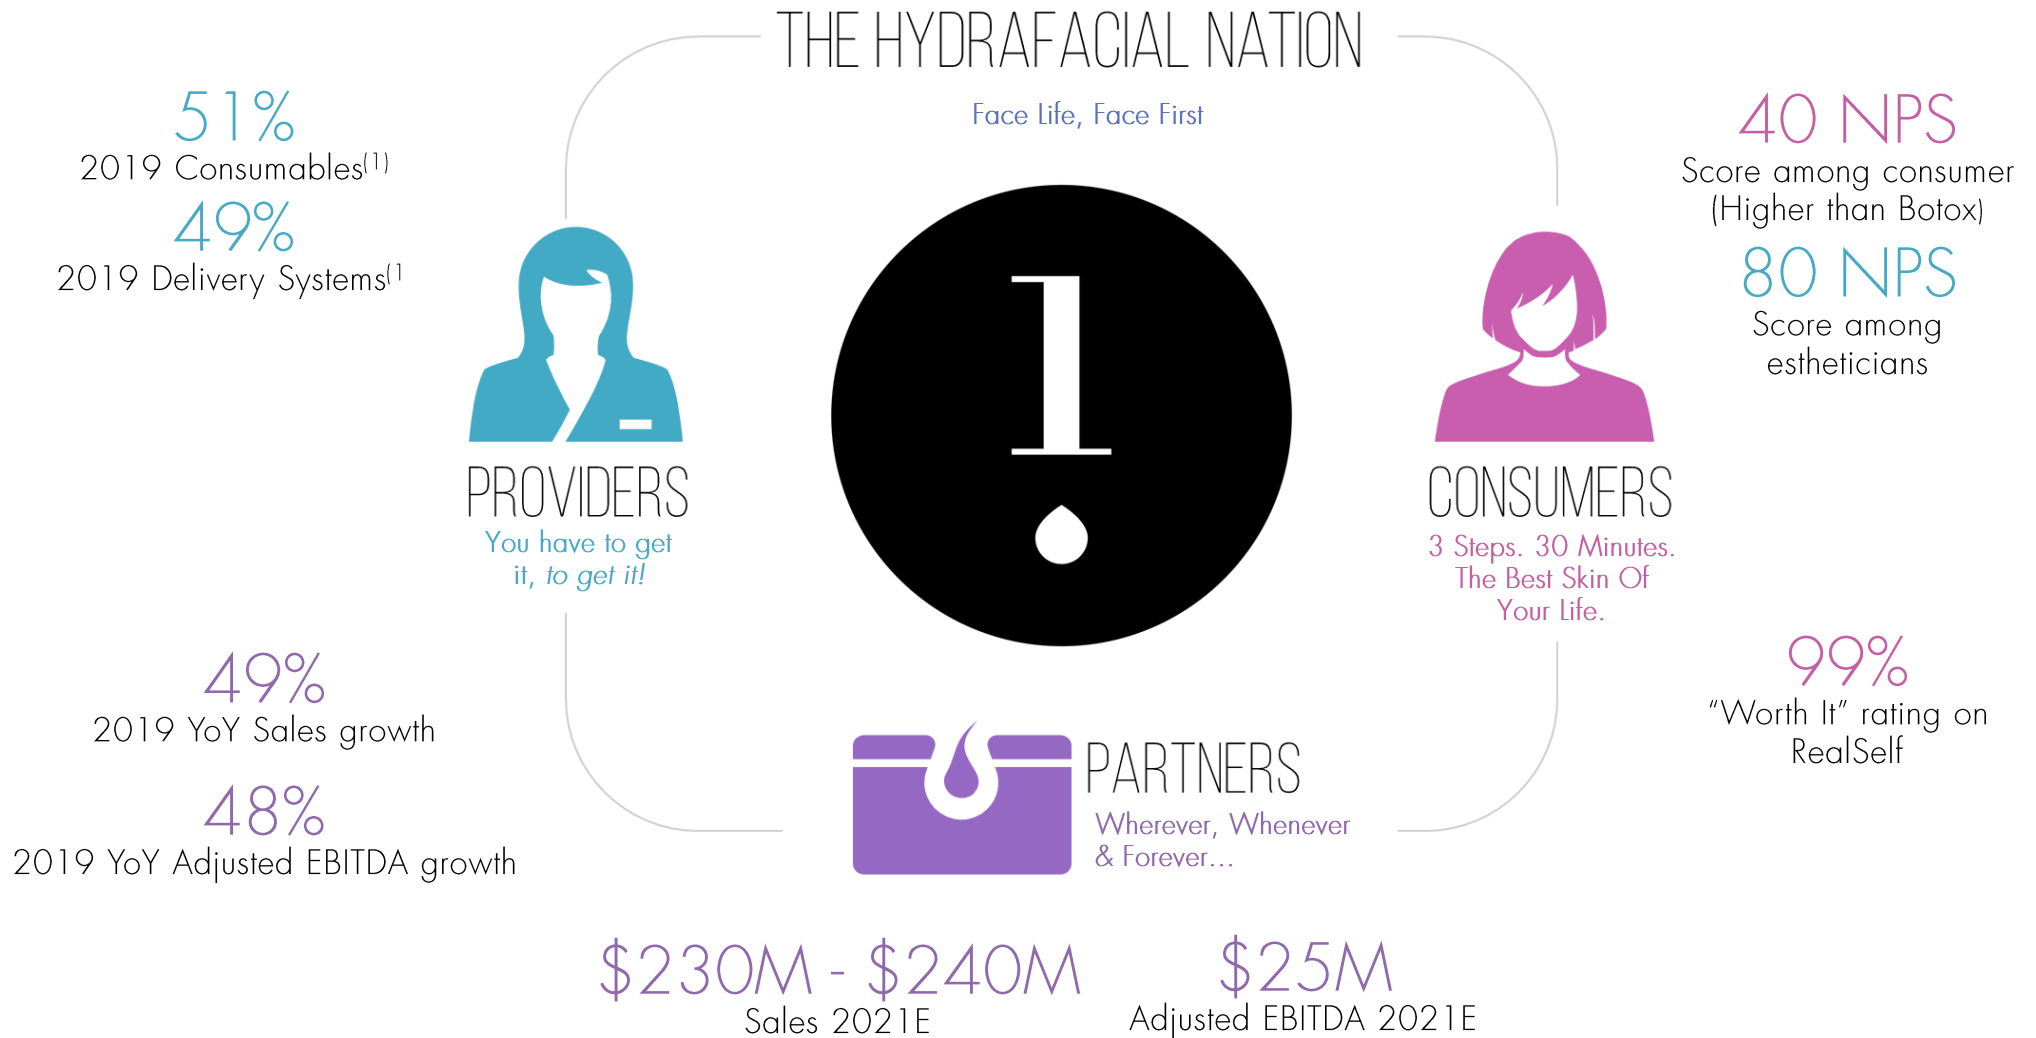 THE HYDRAFACIAL NATION
Face Life, Face First
51%
2019 Consumables(1)
49%
2019 Delivery Systems(1
40 NPS
Score among consumer
(Higher than Botox)
80 NPS
Score among
estheticians
1
PROVIDERS
You have to get
it, to get it!
CONSUMERS
3 Steps. 30 Minutes.
The Best Skin Of
Your Life.
49%
2019 YoY Sales growth
48%
2019 YoY Adjusted EBITDA growth
99%
“Worth It” rating on
RealSelf
PARTNERS
Wherever, Whenever
& Forever...
$230M - $240M
Sales 2021E
$25M
Adjusted EBITDA 2021E